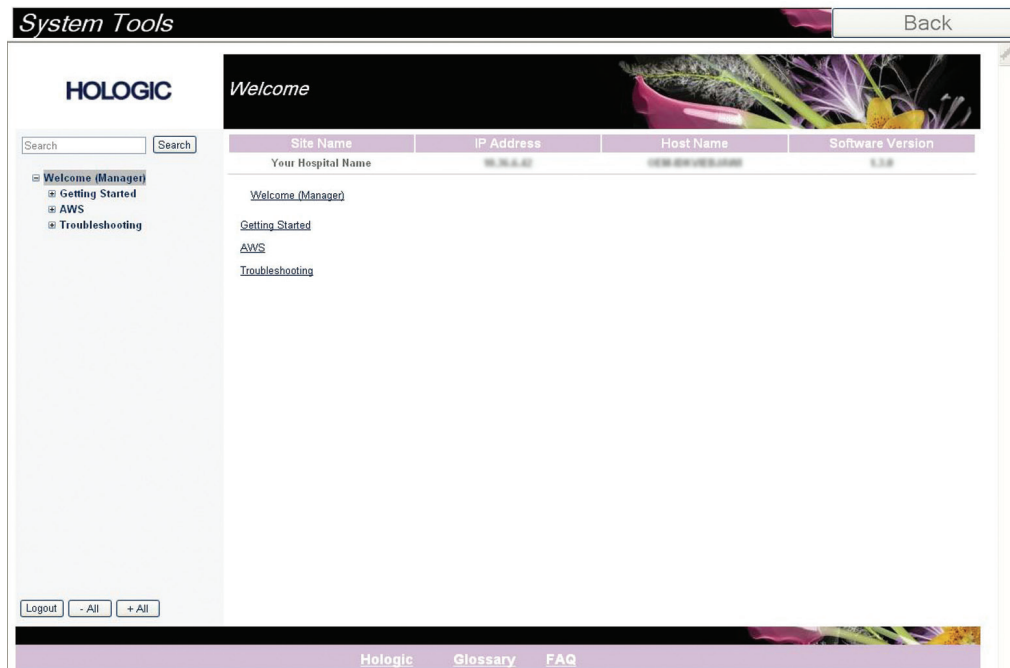 System Tools
Back
HOLOGIC
Welcome
Search
Search
Welcome (Manager)
Getting Started
AWS
Troubleshooting
Site Name IP Address Host Name Software Version
Your Hospital Name
Welcome (Manager)
Getting Started
AWS
Troubleshooting
Logout - All + All
Hologic Glossary FAQ